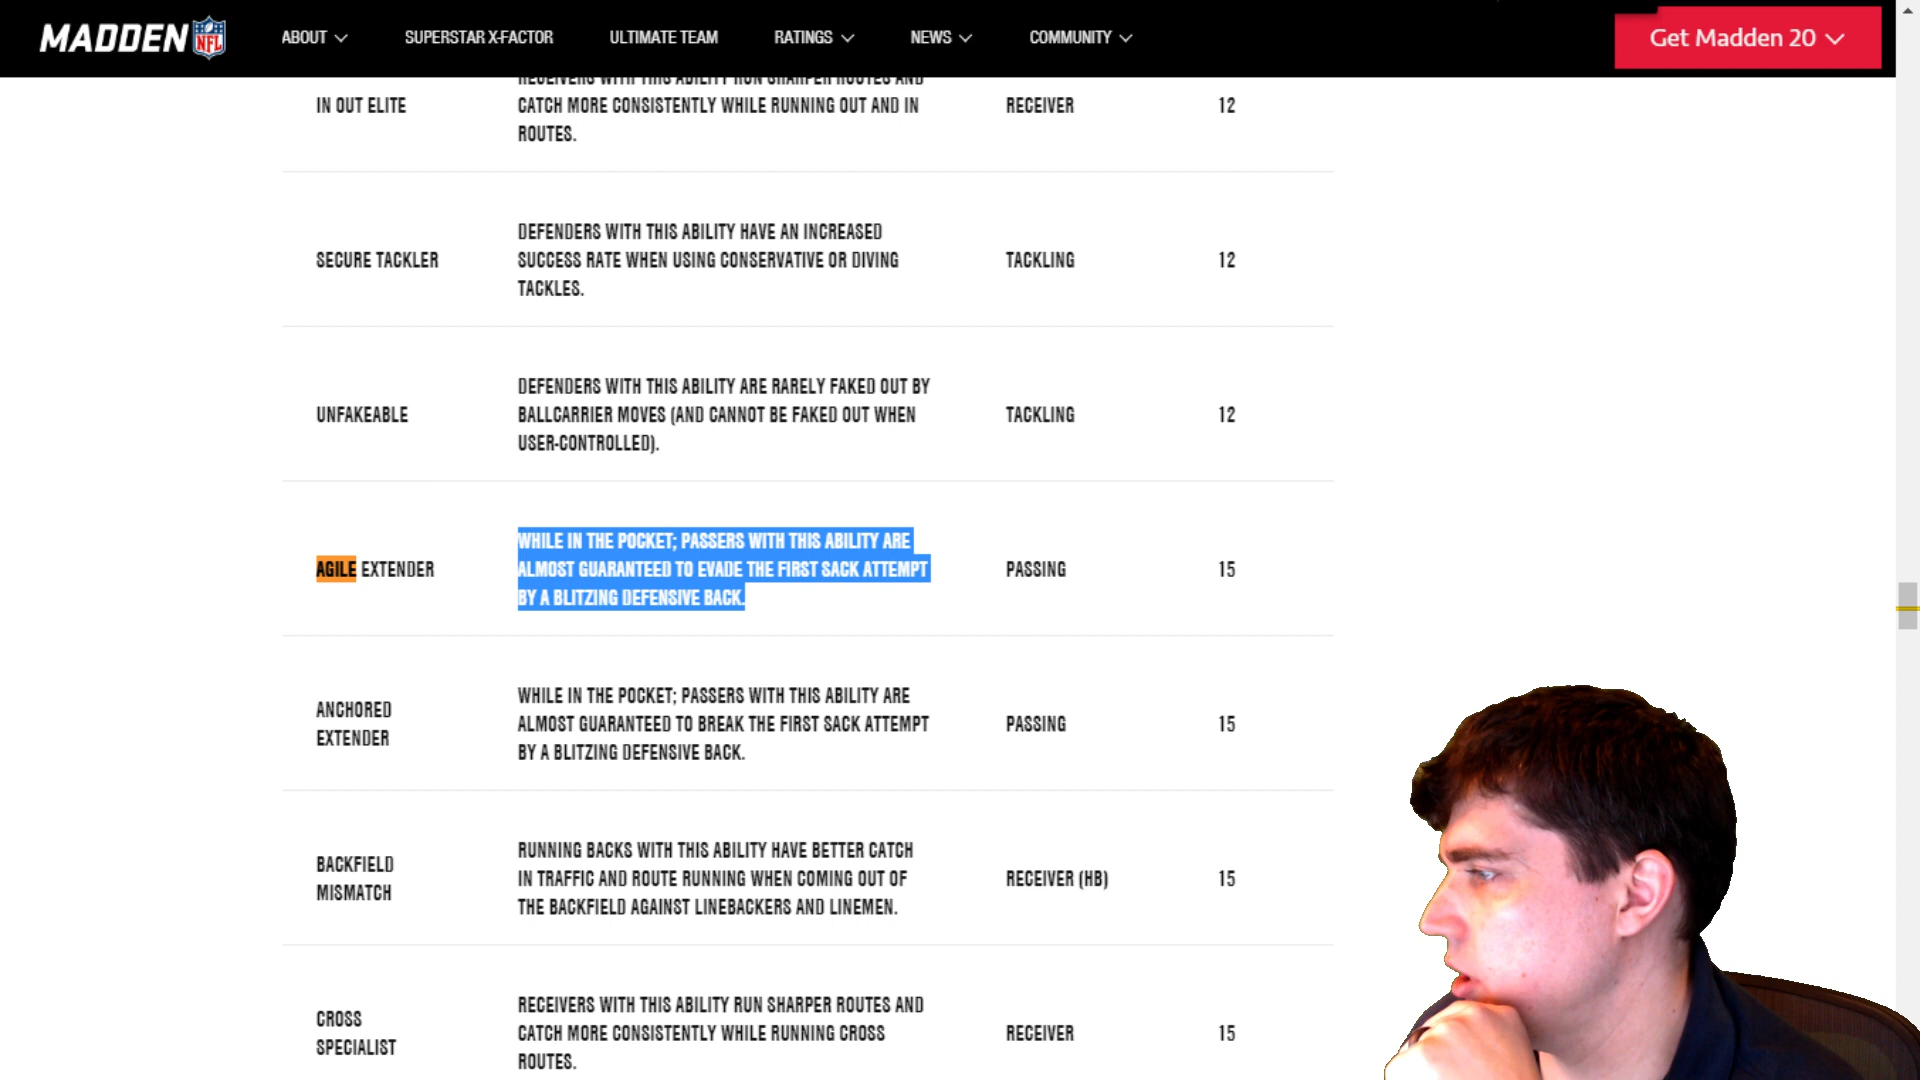 MADDEN NFL
ABOUT
SUPERSTAR X-FACTOR
ULTIMATE TEAM
RATINGS
NEWS
COMMUNITY
Get Madden 20
RECEIVERS WITH THIS ABILITY RUN SHARPER ROUTES AND
IN OUT ELITE
CATCH MORE CONSISTENTLY WHILE RUNNING OUT AND IN
ROUTES.
RECEIVER
12
SECURE TACKLER
DEFENDERS WITH THIS ABILITY HAVE AN INCREASED
SUCCESS RATE WHEN USING CONSERVATIVE OR DIVING
TACKLES.
TACKLING
12
UNFAKEABLE
DEFENDERS WITH THIS ABILITY ARE RARELY FAKED OUT BY
BALLCARRIER MOVES (AND CANNOT BE FAKED OUT WHEN
USER-CONTROLLED).
TACKLING
12
AGILE EXTENDER
WHILE IN THE POCKET; PASSERS WITH THIS ABILITY ARE
ALMOST GUARANTEED TO EVADE THE FIRST SACK ATTEMPT
BY A BLITZING DEFENSIVE BACK.
PASSING
15
ANCHORED
EXTENDER
WHILE IN THE POCKET; PASSERS WITH THIS ABILITY ARE
ALMOST GUARANTEED TO BREAK THE FIRST SACK ATTEMPT
BY A BLITZING DEFENSIVE BACK.
PASSING
15
BACKFIELD
MISMATCH
RUNNING BACKS WITH THIS ABILITY HAVE BETTER CATCH
IN TRAFFIC AND ROUTE RUNNING WHEN COMING OUT OF
THE BACKFIELD AGAINST LINEBACKERS AND LINEMEN.
RECEIVER (HB)
15
CROSS
SPECIALIST
RECEIVERS WITH THIS ABILITY RUN SHARPER ROUTES AND
CATCH MORE CONSISTENTLY WHILE RUNNING CROSS
ROUTES.
RECEIVER
15